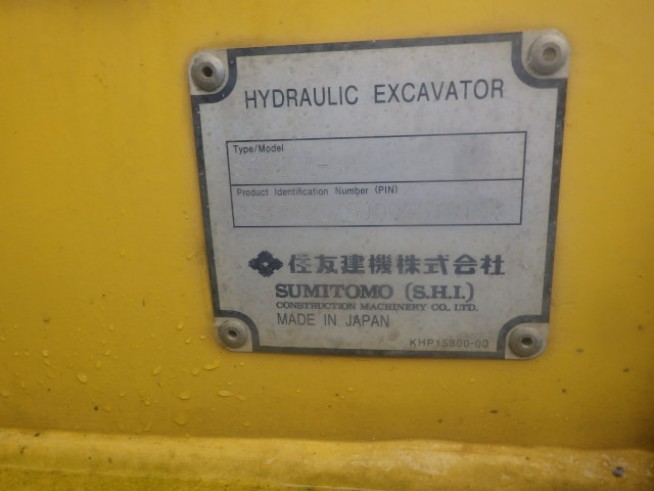 HYDRAULIC EXCAVATOR
Type/Model
Product Identification Number (PIN)
住友建機株式会社
SUMITOMO (S.H.I.)
CONSTRUCTION MACHINERY CO., LTD.
MADE IN JAPAN
KHP15800-00